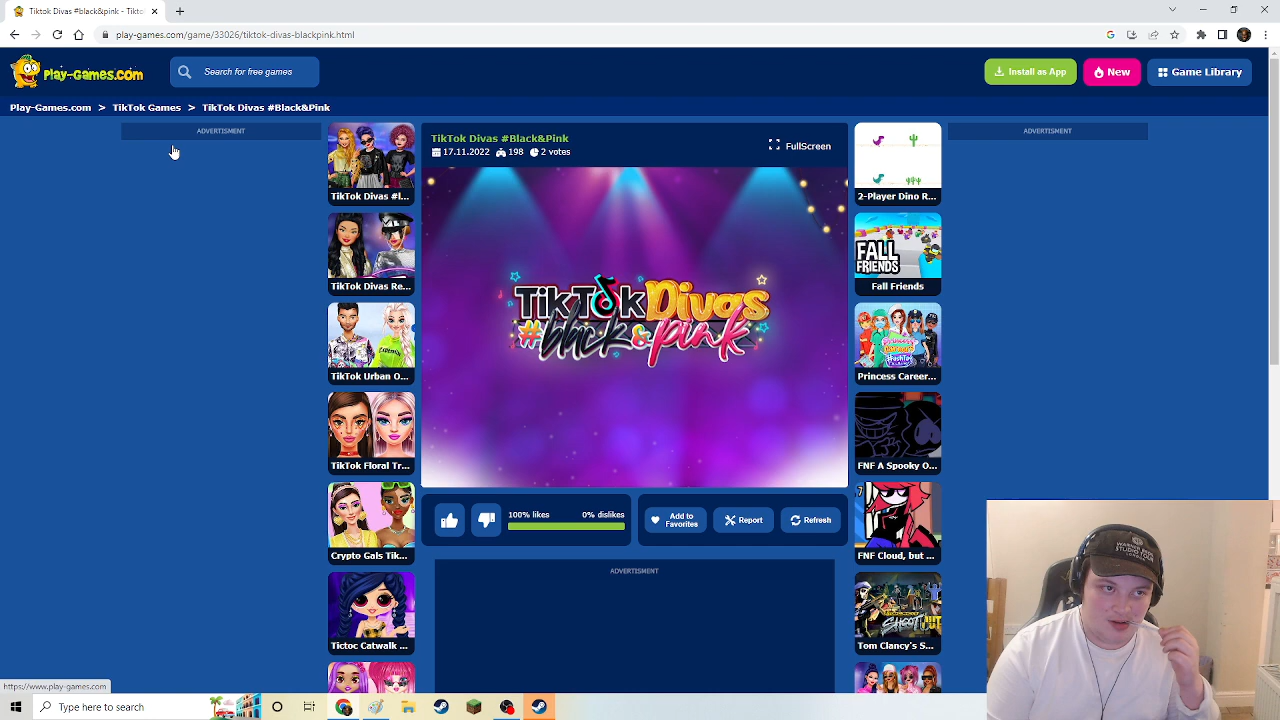 Tiktok Divas #Black&Pink
play-games.com/game/33026/tiktok-divas-blackpink.html
Play-Games.com
Search for free games
Install as App
New
Game Library
Play-Games.com > TikTok Games > TikTok Divas #Black&Pink
ADVERTISMENT
TikTok Divas #Black&Pink
17.11.2022 198 2 votes
FullScreen
ADVERTISMENT
TikTok Divas #black&pink
TikTok Divas #I...
TikTok Divas Re...
TikTok Urban O...
TikTok Floral Tr...
Crypto Gals Tik...
Tictoc Catwalk ...
2-Player Dino R...
FALL FRIENDS
Fall Friends
Princess Career...
FNF A Spooky O...
FNF Cloud, but ...
SHOOTOUT
Tom Clancy's S...
100% likes
0% dislikes
Add to Favorites
Report
Refresh
ADVERTISMENT
https://www.play-games.com
Type here to search